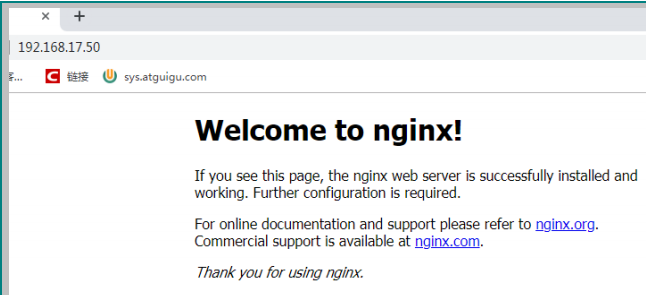 192.168.17.50
链接 sys.atguigu.com
Welcome to nginx!
If you see this page, the nginx web server is successfully installed and
working. Further configuration is required.
For online documentation and support please refer to nginx.org.
Commercial support is available at nginx.com.
Thank you for using nginx.